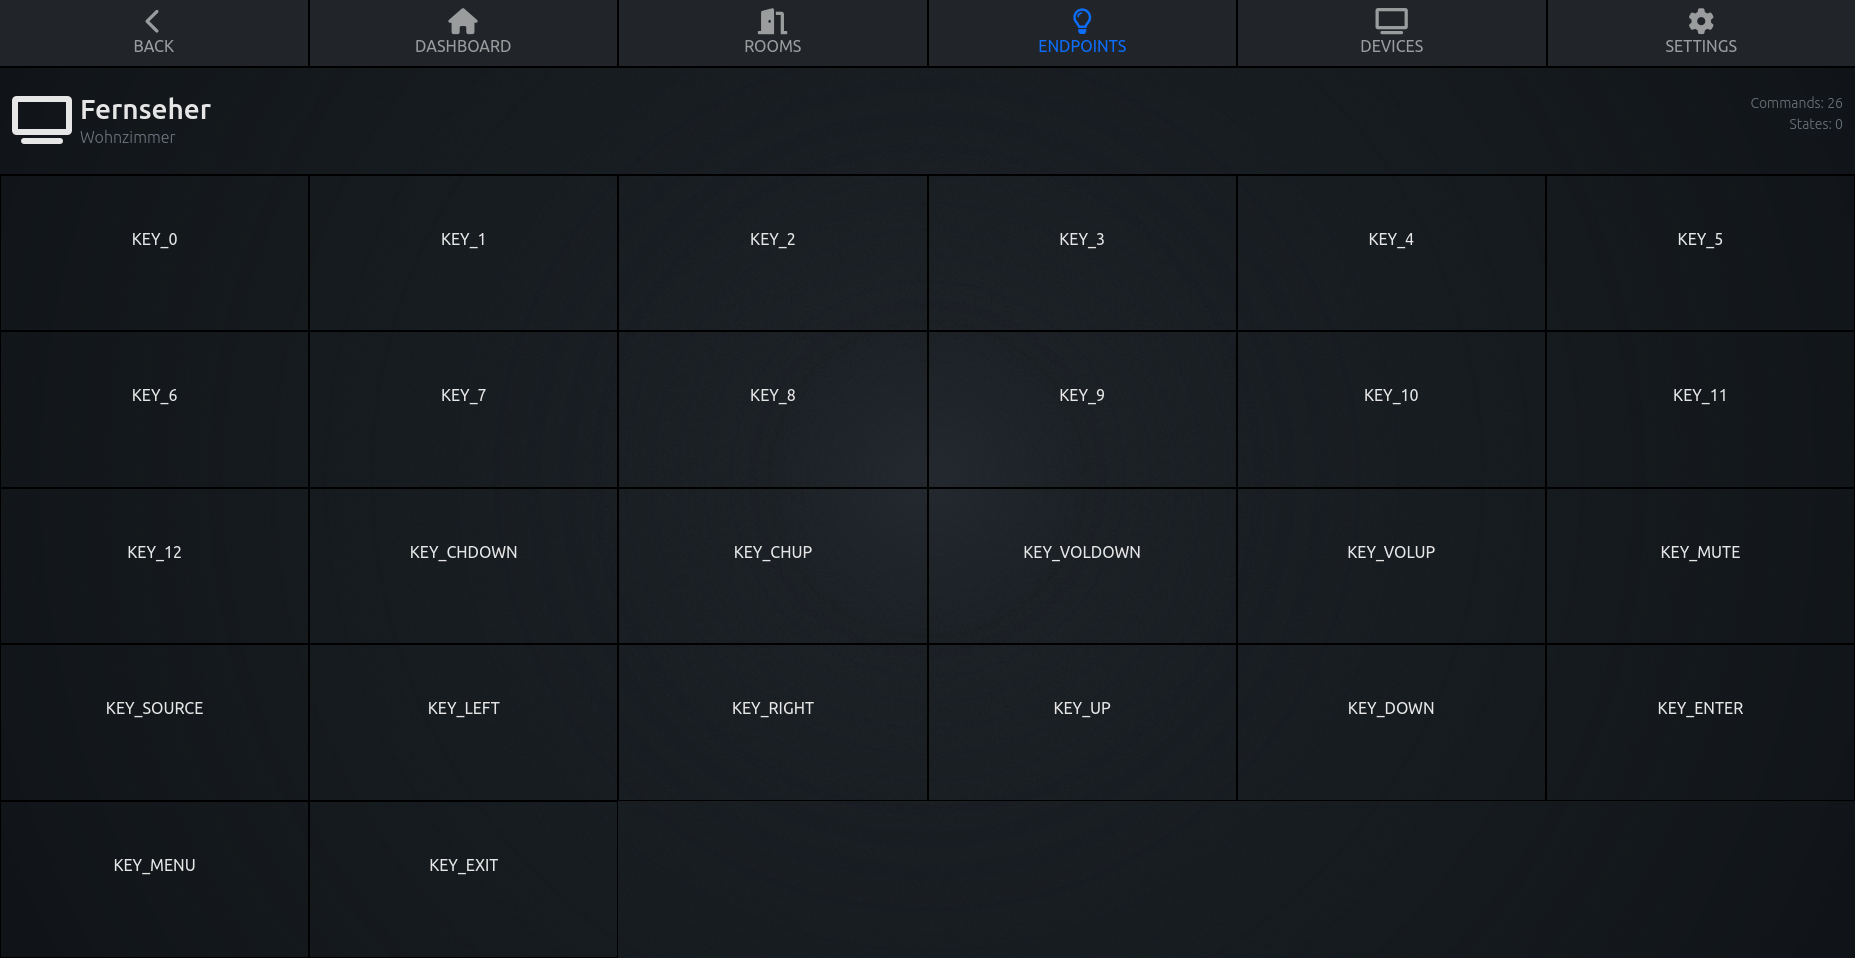 BACK
DASHBOARD
ROOMS
ENDPOINTS
DEVICES
SETTINGS
Fernseher
Wohnzimmer
Commands: 26
States: 0
KEY_0
KEY_1
KEY_2
KEY_3
KEY_4
KEY_5
KEY_6
KEY_7
KEY_8
KEY_9
KEY_10
KEY_11
KEY_12
KEY_CHDOWN
KEY_CHUP
KEY_VOLDOWN
KEY_VOLUP
KEY_MUTE
KEY_SOURCE
KEY_LEFT
KEY_RIGHT
KEY_UP
KEY_DOWN
KEY_ENTER
KEY_MENU
KEY_EXIT